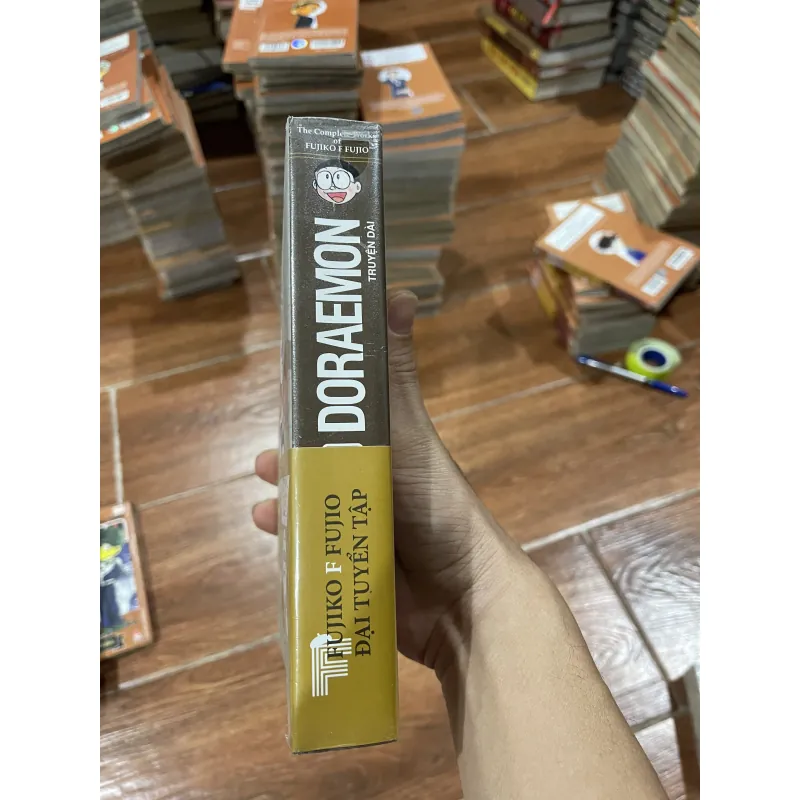 The Complete Works
of
FUJIKO F FUJIO
DORAEMON
TRUYỆN DÀI
FUJIKO F FUJIO
ĐẠI TUYỂN TẬP